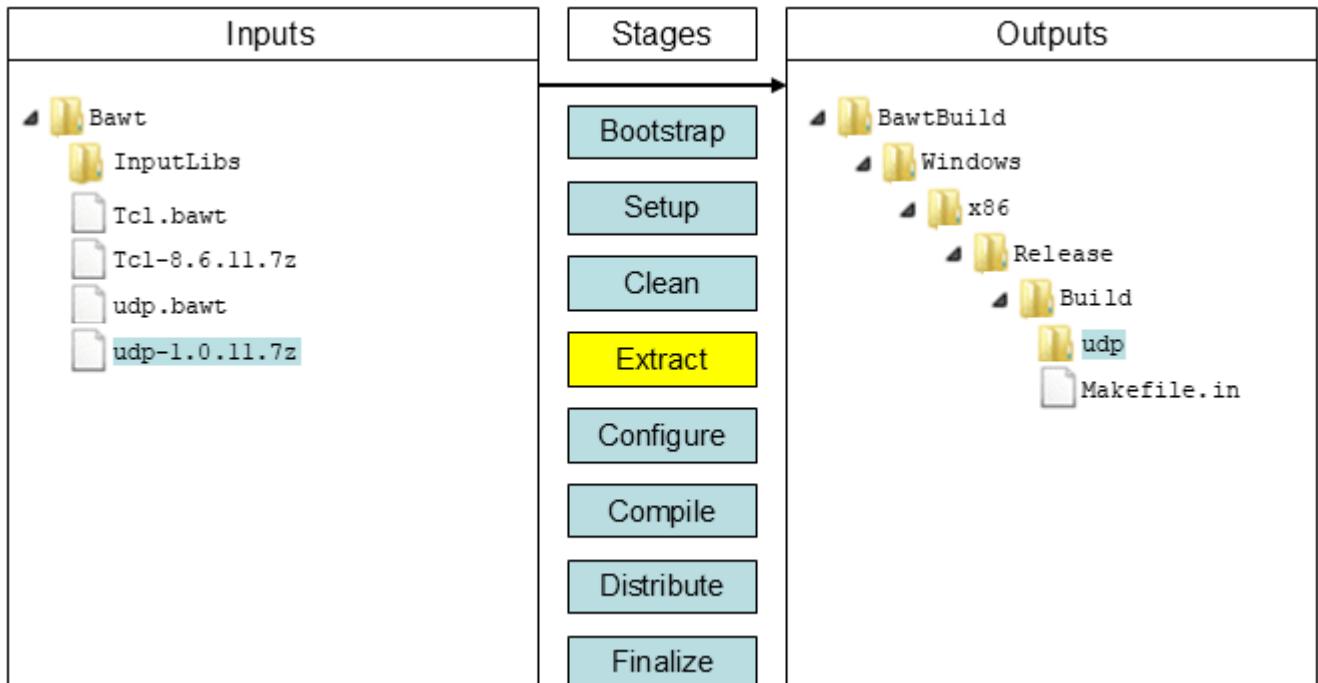 Inputs
Stages
Outputs
Bawt
InputLibs
Tcl.bawt
Tcl-8.6.11.7z
udp.bawt
udp-1.0.11.7z
Bootstrap
Setup
Clean
Extract
Configure
Compile
Distribute
Finalize
BawtBuild
Windows
x86
Release
Build
udp
Makefile.in